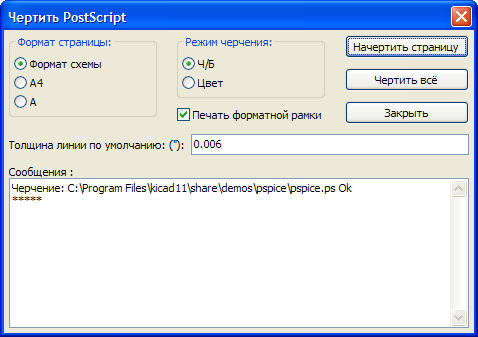 Чертить PostScript
Формат страницы:
Формат схемы
A4
A
Режим черчения:
Ч/Б
Цвет
Печать форматной рамки
Начертить страницу
Чертить всё
Закрыть
Толщина линии по умолчанию: ("): 0.006
Сообщения :
Черчение: C:\Program Files\kicad11\share\demos\pspice\pspice.ps Ok
*****